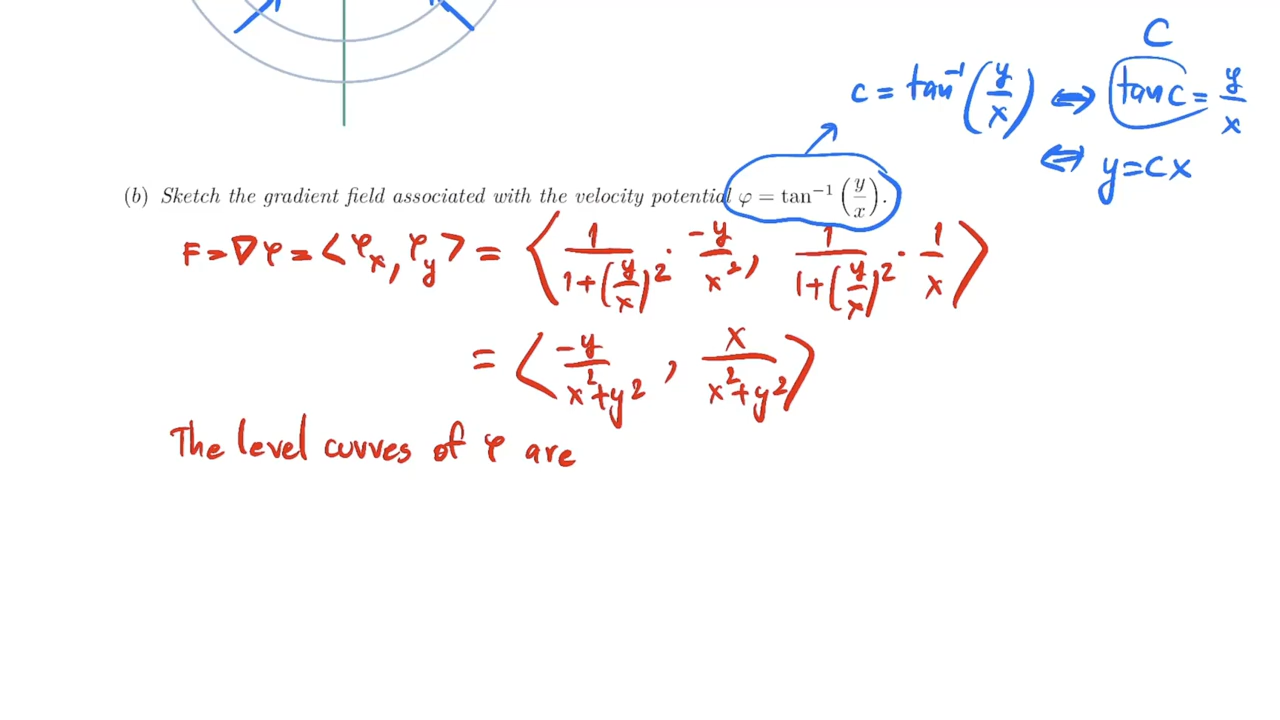 C
c = tan⁻¹(y/x) ⇔ tan c = y/x
⇔ y = cx
(b) Sketch the gradient field associated with the velocity potential φ = tan⁻¹(y/x).
F = ∇φ = ⟨φₓ, φ_y⟩ = ⟨1/(1+(y/x)²) · -y/x², 1/(1+(y/x)²) · 1/x⟩
= ⟨-y/(x²+y²), x/(x²+y²)⟩
The level curves of φ are